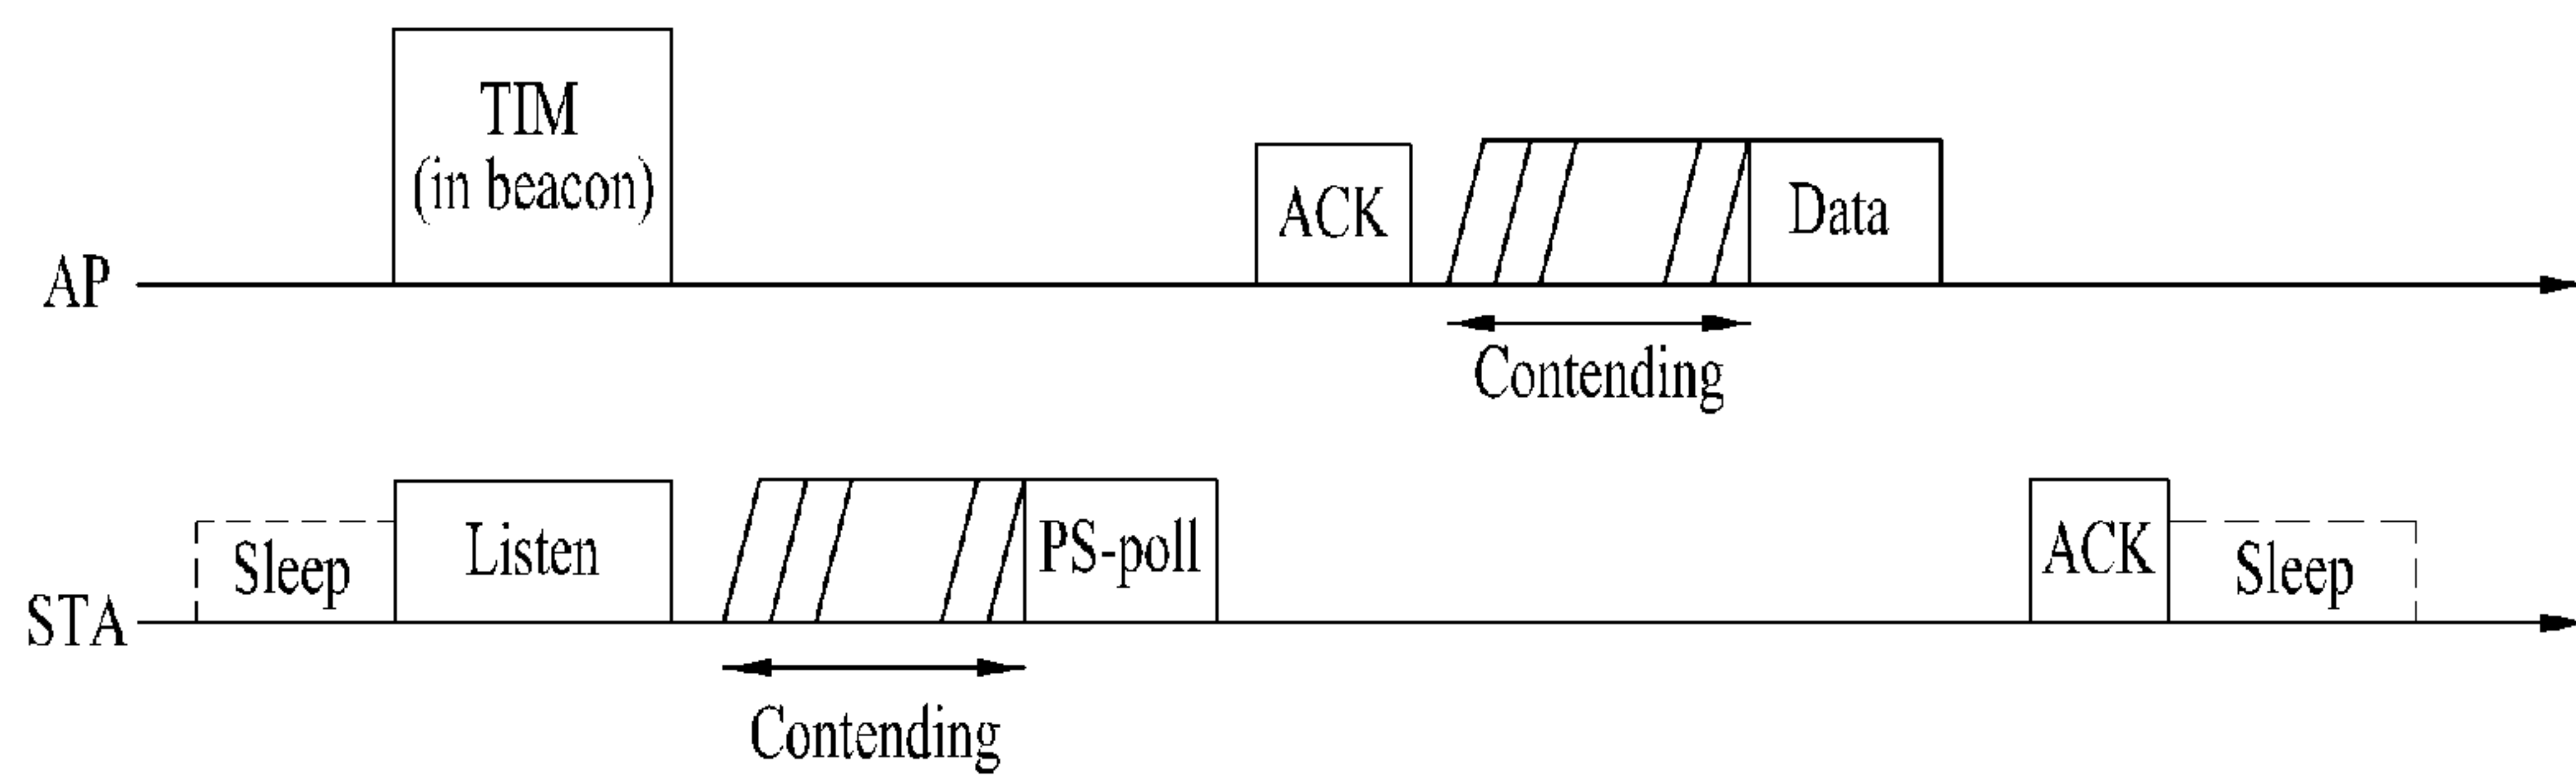 TIM
(in beacon)
ACK
Data
AP
Contending
Sleep
Listen
PS-poll
ACK
Sleep
STA
Contending